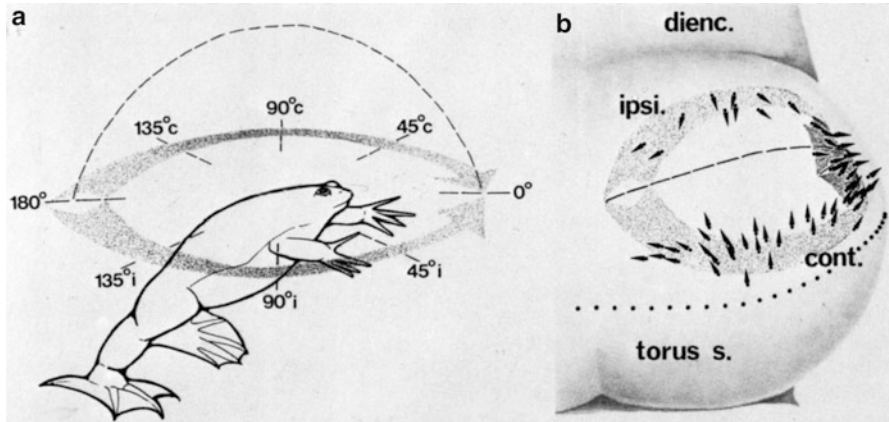 a
135°c
90°c
45°c
180°
0°
135°i
90°i
45°i
b
dienc.
ipsi.
cont.
torus s.